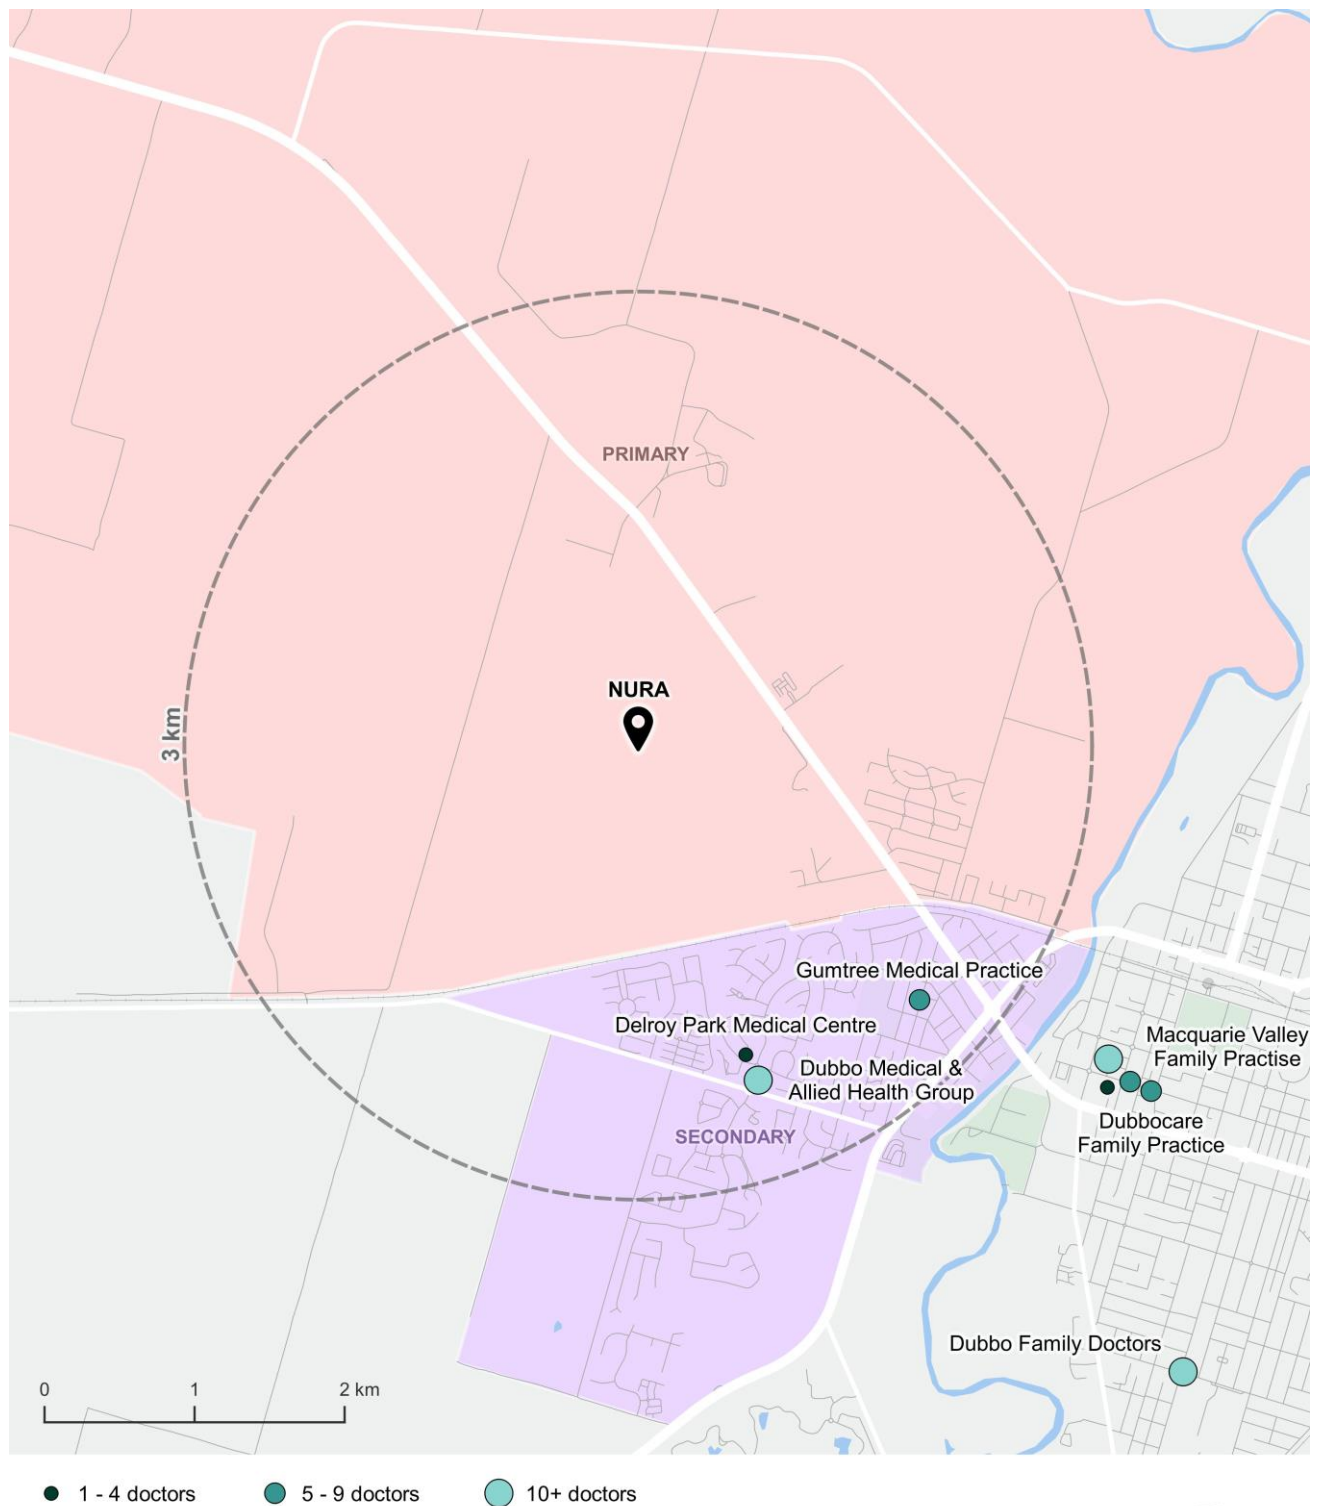 PRIMARY
NURA
3 km
Gumtree Medical Practice
Delroy Park Medical Centre
Dubbo Medical &
Allied Health Group
Macquarie Valley
Family Practise
Dubbocare
Family Practice
SECONDARY
Dubbo Family Doctors
0 1 2 km
1 - 4 doctors 5 - 9 doctors 10+ doctors